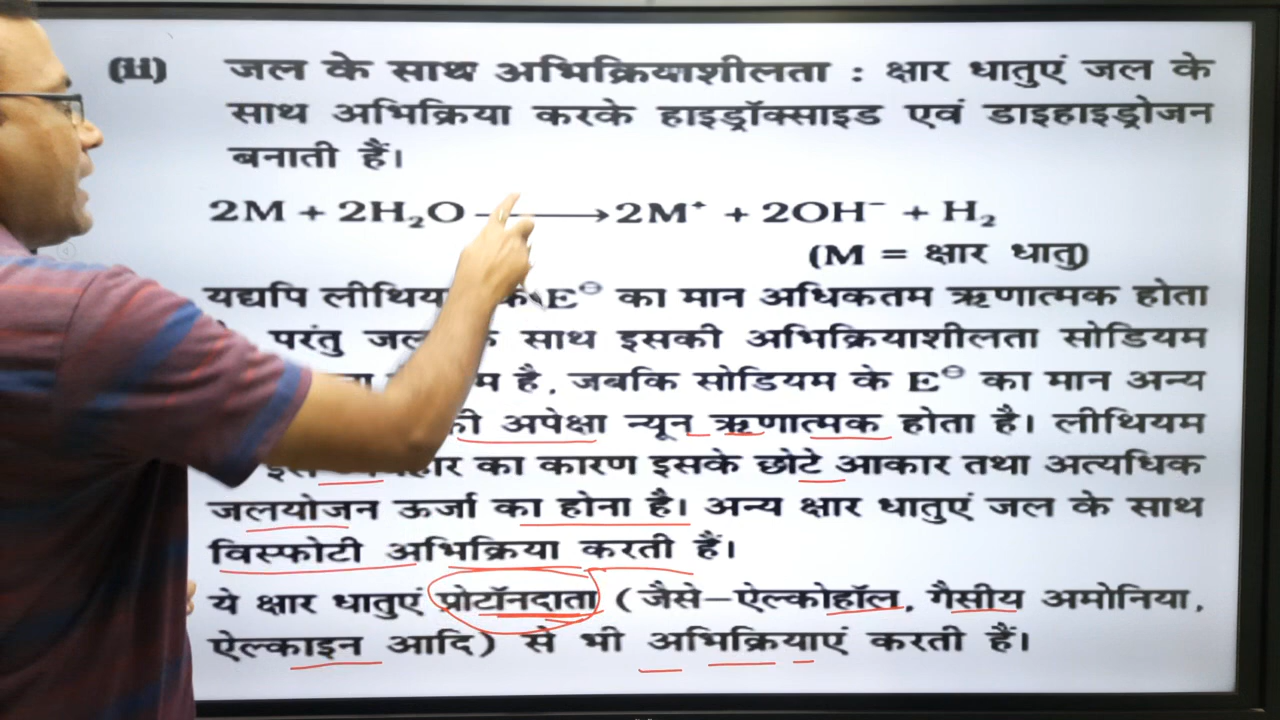 (ii) जल के साथ अभिक्रियाशीलता : क्षार धातुएं जल के
साथ अभिक्रिया करके हाइड्रॉक्साइड एवं डाइहाइड्रोजन
बनाती हैं।
2M + 2H₂O ⟶ 2M⁺ + 2OH⁻ + H₂
(M = क्षार धातु)
यद्यपि E⊖ का मान अधिकतम ऋणात्मक होता
परंतु साथ इसकी अभिक्रियाशीलता सोडियम
है, जबकि सोडियम के E⊖ का मान अन्य
की अपेक्षा न्यून ऋणात्मक होता है। लीथियम
का कारण इसके छोटे आकार तथा अत्यधिक
जलयोजन ऊर्जा का होना है। अन्य क्षार धातुएं जल के साथ
विस्फोटी अभिक्रिया करती हैं।
ये क्षार धातुएं प्रोटॉनदाता (जैसे–ऐल्कोहॉल, गैसीय अमोनिया,
ऐल्काइन आदि) से भी अभिक्रियाएं करती हैं।